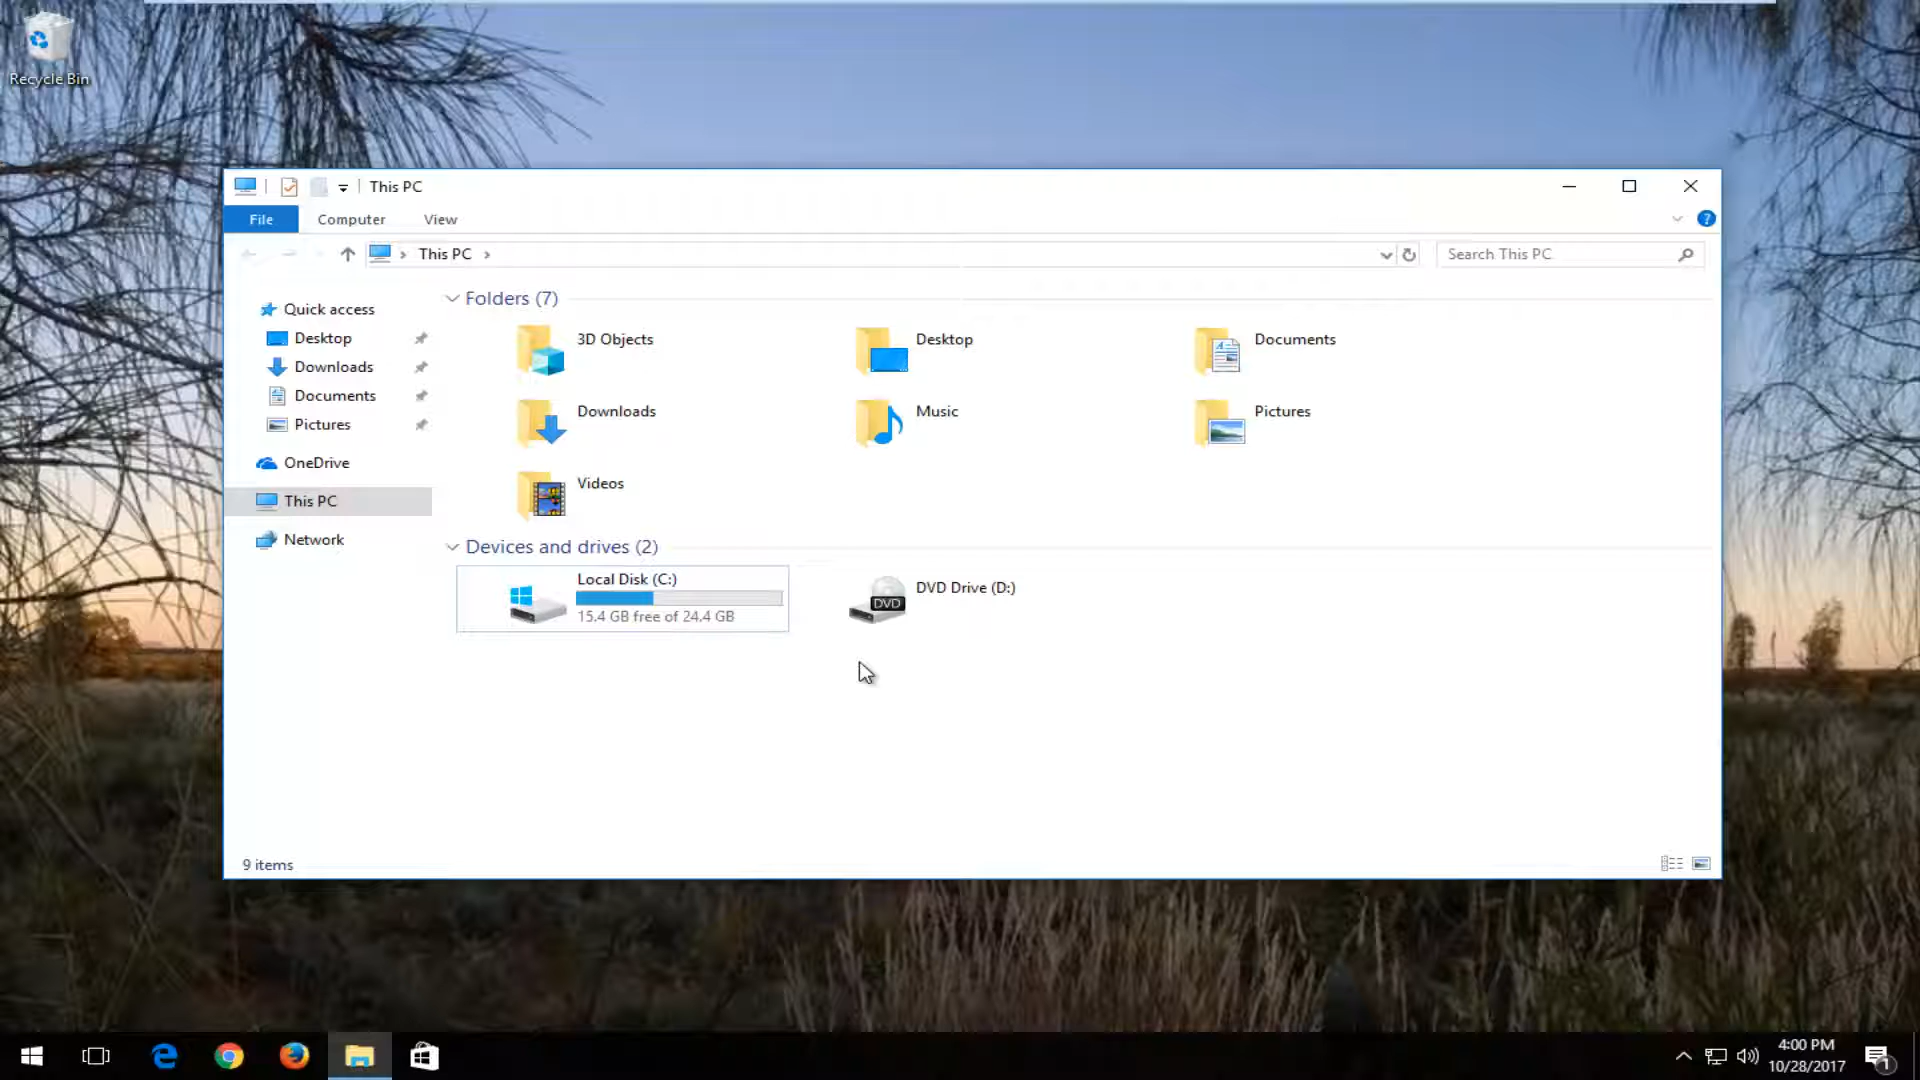 Recycle Bin
This PC
File Computer View
This PC
Search This PC
Quick access
Desktop
Downloads
Documents
Pictures
OneDrive
This PC
Network
Folders (7)
3D Objects Desktop Documents
Downloads Music Pictures
Videos
Devices and drives (2)
Local Disk (C:)
15.4 GB free of 24.4 GB
DVD
DVD Drive (D:)
9 items
4:00 PM
10/28/2017
1